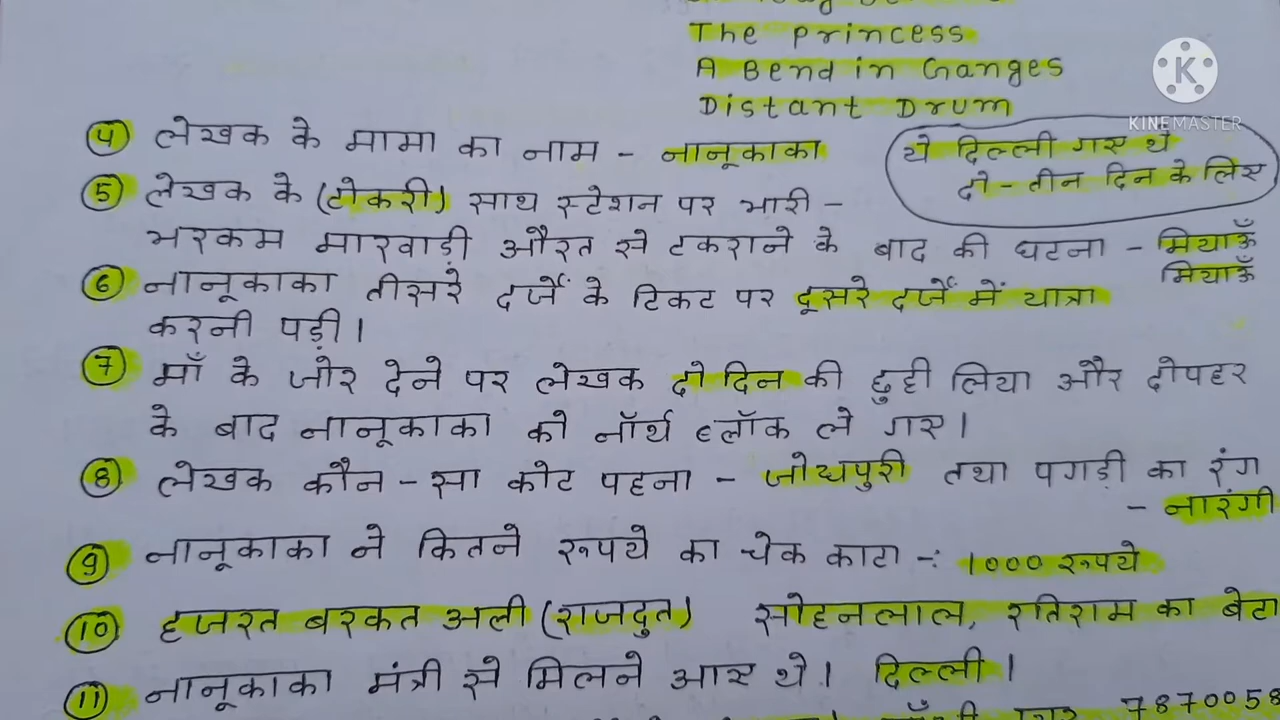 The princess
A Bend in Ganges
Distant Drum
KINEMASTER
④ लेखक के मामा का नाम - नानूकाका
ये दिल्ली गए थे
दो - तीन दिन के लिए
⑤ लेखक के (टोकरी) साथ स्टेशन पर भारी -
भरकम मारवाड़ी औरत से टकराने के बाद की घटना - मियाऊँ
मियाऊँ
⑥ नानूकाका तीसरे दर्जे के टिकट पर दूसरे दर्जे में यात्रा
करनी पड़ी।
⑦ माँ के जोर देने पर लेखक दो दिन की छुट्टी लिया और दोपहर
के बाद नानूकाका को नॉर्थ ब्लॉक ले गए।
⑧ लेखक कौन - सा कोट पहना - जोधपुरी तथा पगड़ी का रंग
- नारंगी
⑨ नानूकाका ने कितने रूपये का चेक काटा -: 1000 रूपये
⑩ हजरत बरकत अली (राजदुत) सोहनलाल, रतिराम का बेटा
⑪ नानूकाका मंत्री से मिलने आए थे। दिल्ली।
7870058